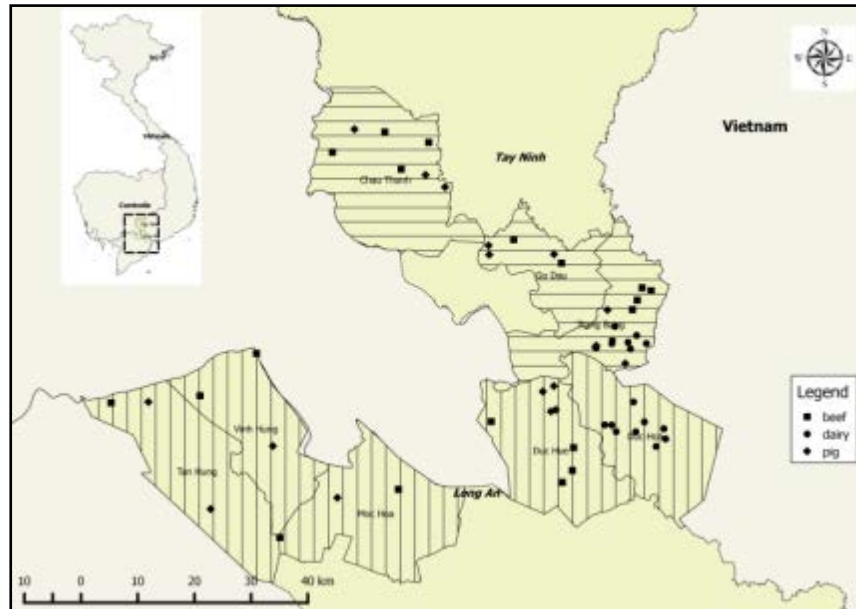 N
W E
S
Vietnam
Tay Ninh
Chau Thanh
Go Dau
Trang Bang
Legend
beef
dairy
pig
Vinh Hung
Tan Hung
Moc Hoa
Duc Hue
Duc Hoa
Long An
Cambodia
10 0 10 20 30 40 km